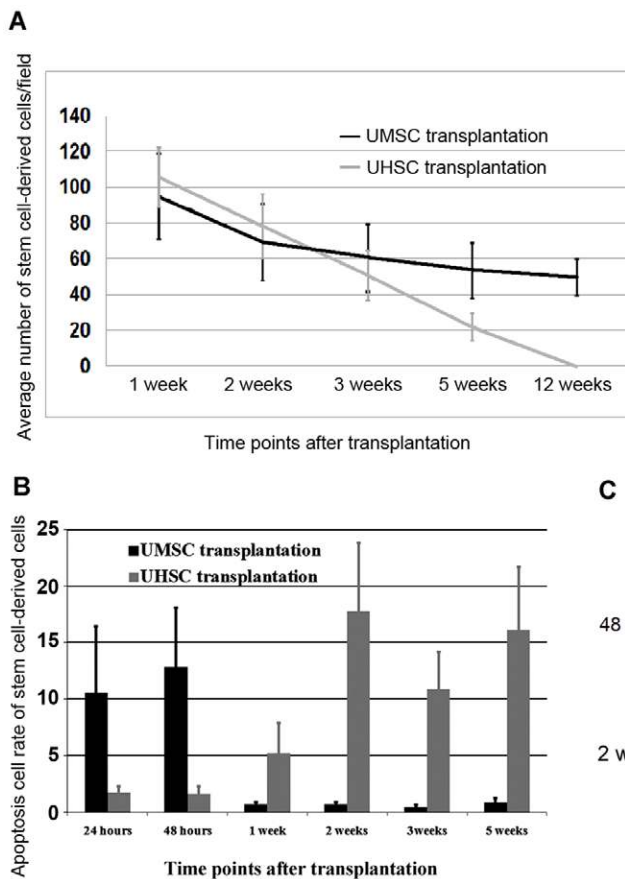 A
Average number of stem cell-derived cells/field
140
120
100
80
60
40
20
0
UMSC transplantation
UHSC transplantation
1 week 2 weeks 3 weeks 5 weeks 12 weeks
Time points after transplantation
B
C
Apoptosis cell rate of stem cell-derived cells
25
20
15
10
5
0
UMSC transplantation
UHSC transplantation
24 hours 48 hours 1 week 2 weeks 3weeks 5 weeks
Time points after transplantation
48
2 w